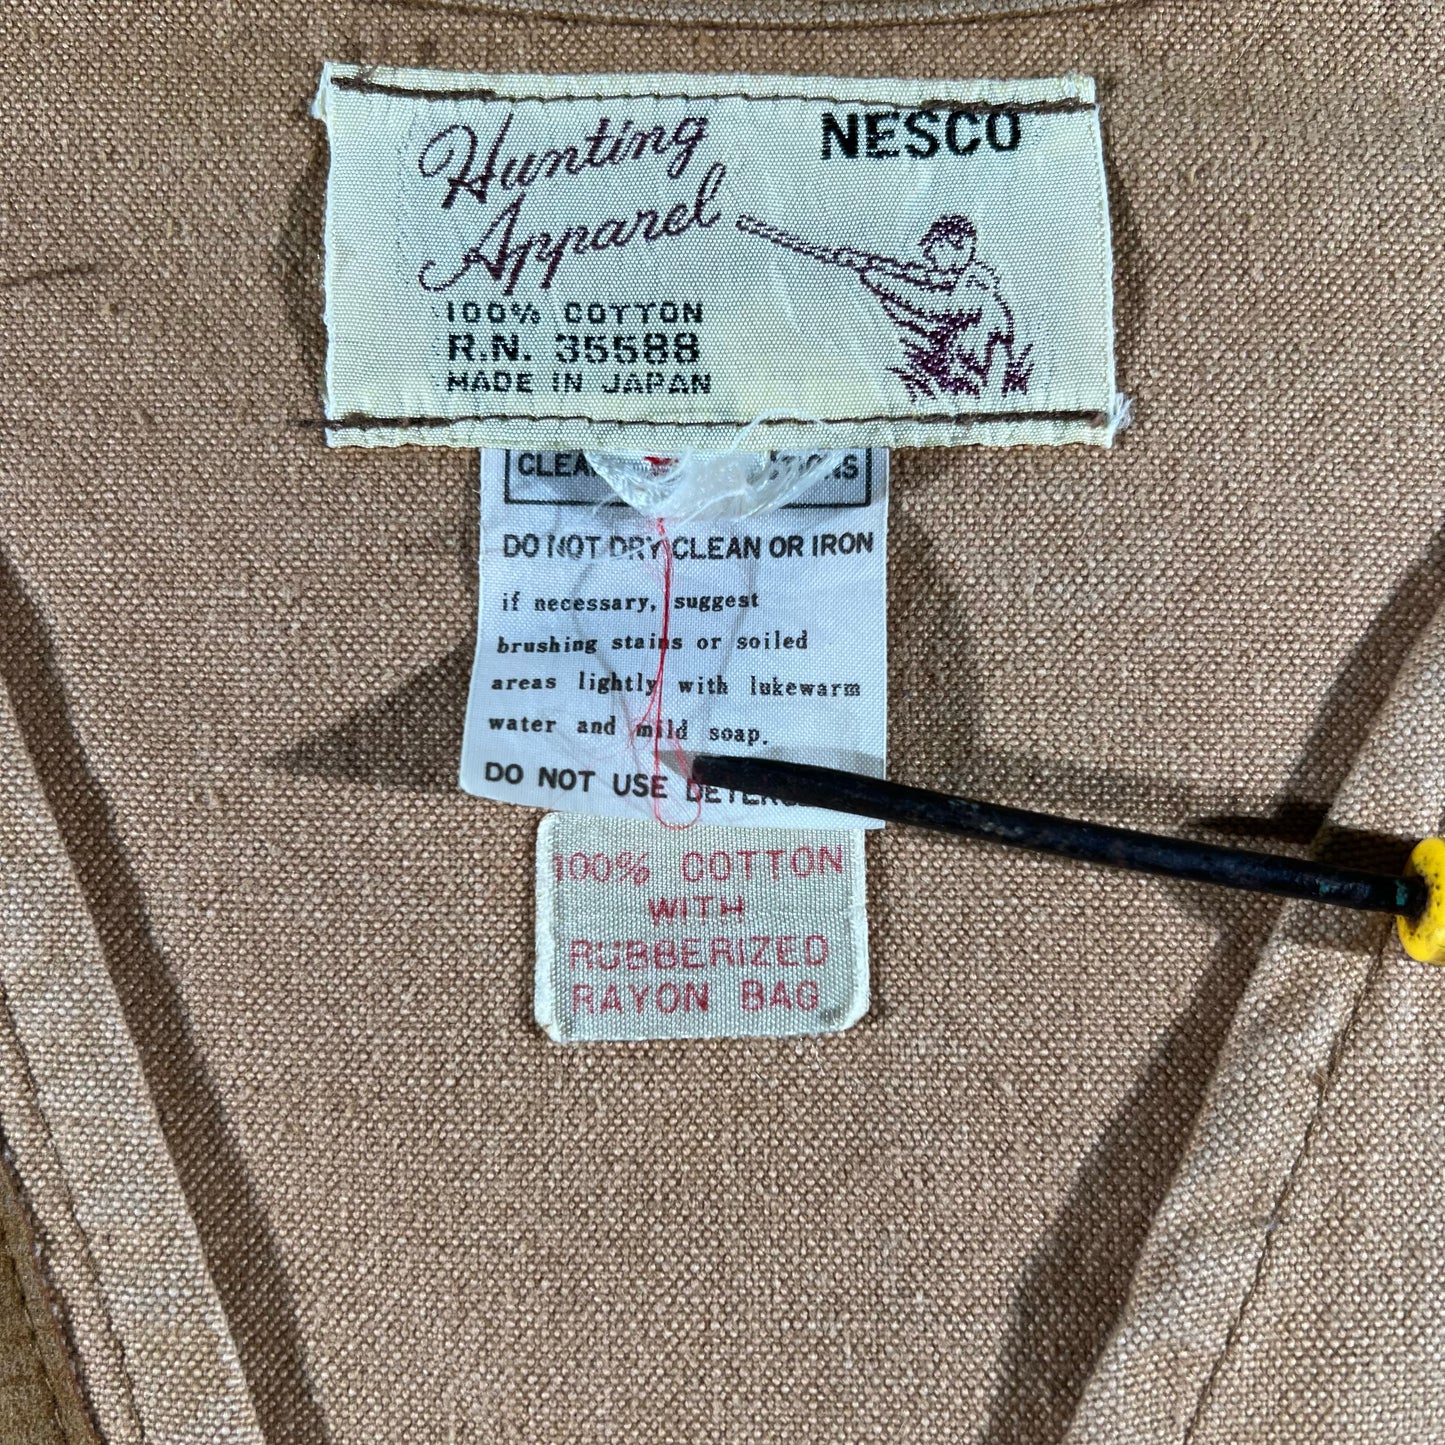 Hunting
Apparel
NESCO
100% COTTON
R.N. 35588
MADE IN JAPAN
DO NOT DRY CLEAN OR IRON
if necessary, suggest
brushing stains or soiled
areas lightly with lukewarm
water and mild soap.
DO NOT USE
100% COTTON
WITH
RUBBERIZED
RAYON BAG